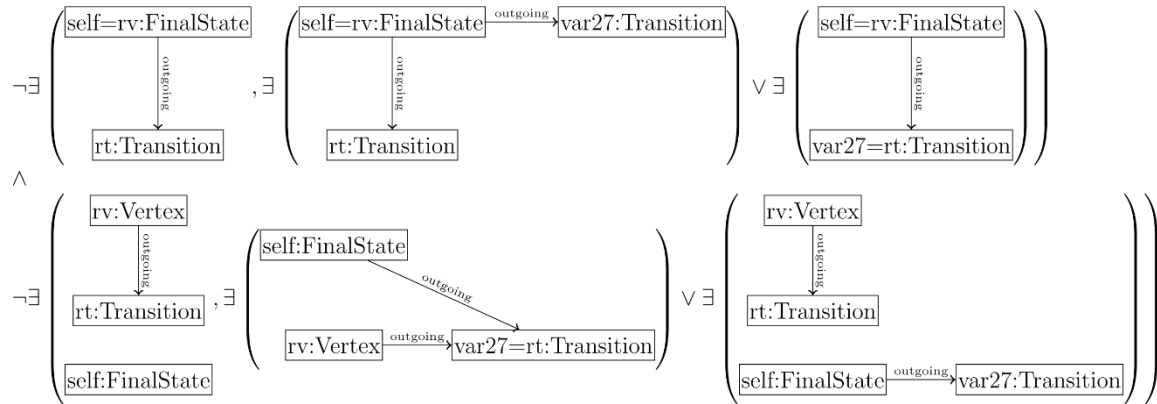 self=rv:FinalState self=rv:FinalState outgoing var27:Transition self=rv:FinalState
¬∃ ( outgoing , ∃ ( outgoing ) ∨ ∃ ( outgoing ) )
rt:Transition rt:Transition var27=rt:Transition
∧
rv:Vertex rv:Vertex
self:FinalState
¬∃ ( outgoing , ∃ ( outgoing ) ∨ ∃ ( outgoing ) )
rt:Transition rt:Transition
rv:Vertex outgoing var27=rt:Transition
self:FinalState self:FinalState outgoing var27:Transition